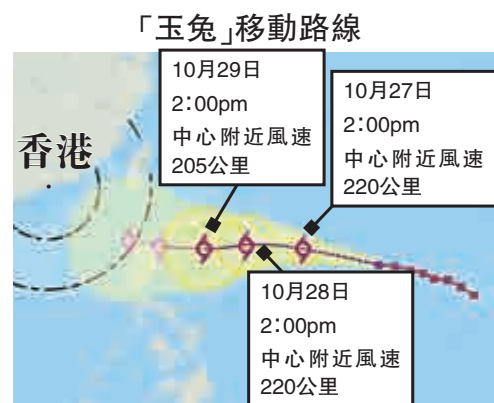 「玉兔」移動路線
10月29日
2：00pm
中心附近風速
205公里
10月27日
2：00pm
中心附近風速
220公里
香港
10月28日
2：00pm
中心附近風速
220公里